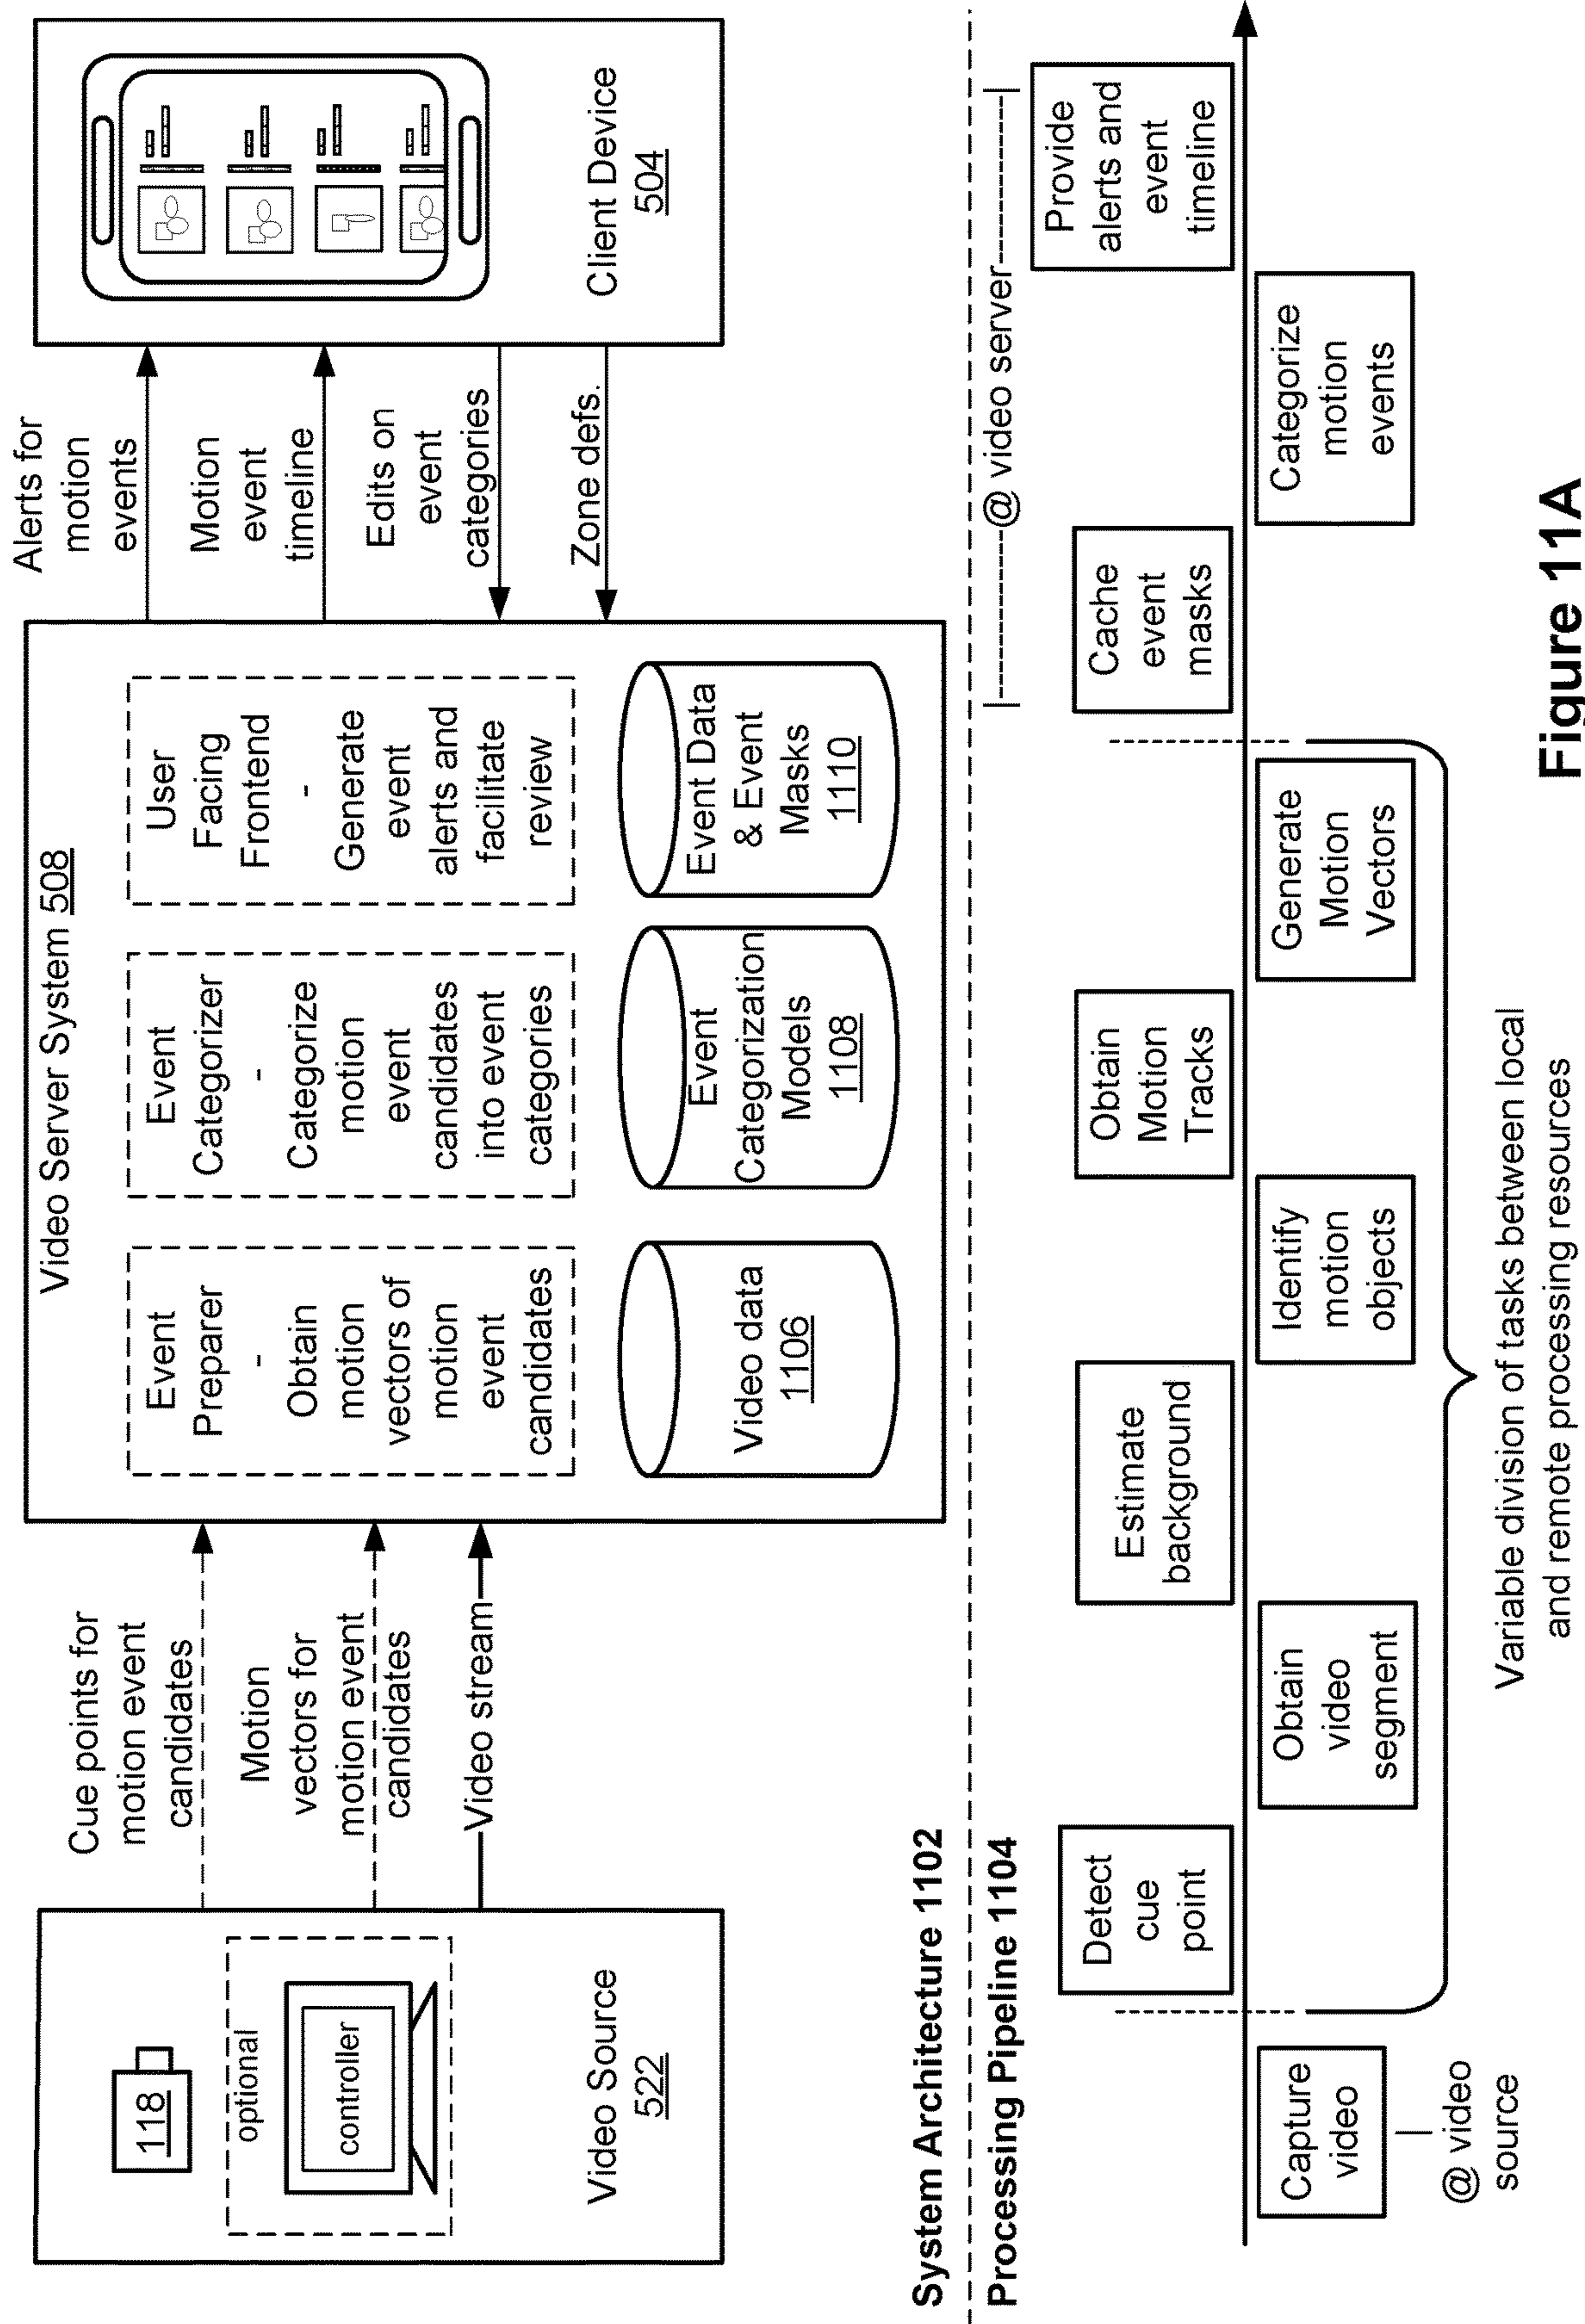 118
optional
controller
Video Source
522
Cue points for
motion event
candidates
Motion
vectors for
motion event
candidates
Video stream
Video Server System 508
Event
Preparer
-
Obtain
motion
vectors of
motion
event
candidates
Event
Categorizer
-
Categorize
motion
event
candidates
into event
categories
User
Facing
Frontend
-
Generate
event
alerts and
facilitate
review
Video data
1106
Event
Categorization
Models
1108
Event Data
& Event
Masks
1110
Alerts for
motion
events
Motion
event
timeline
Edits on
event
categories
Zone defs.
Client Device
504
System Architecture 1102
Processing Pipeline 1104
@ video server
Capture
video
@ video
source
Detect
cue
point
Obtain
video
segment
Estimate
background
Identify
motion
objects
Obtain
Motion
Tracks
Generate
Motion
Vectors
Cache
event
masks
Categorize
motion
events
Provide
alerts and
event
timeline
Variable division of tasks between local
and remote processing resources
Figure 11A